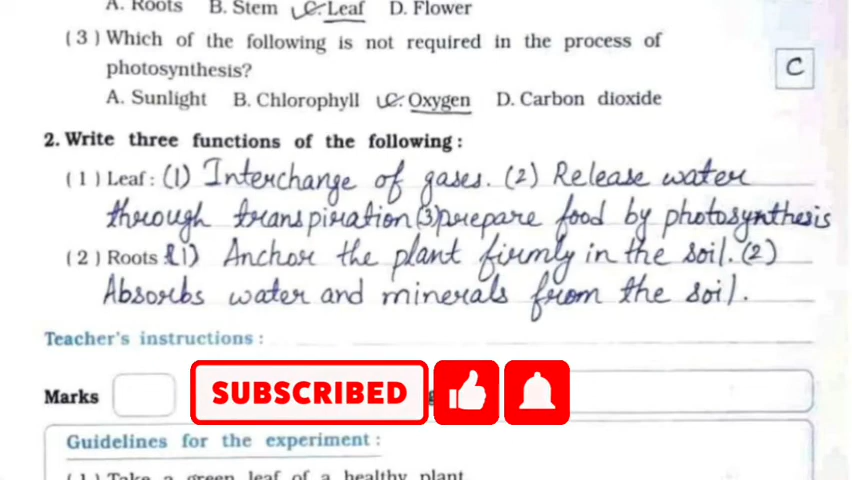 A. Roots B. Stem C. Leaf D. Flower
( 3 ) Which of the following is not required in the process of
photosynthesis?
C
A. Sunlight B. Chlorophyll C. Oxygen D. Carbon dioxide
2. Write three functions of the following :
( 1 ) Leaf : (1) Interchange of gases. (2) Release water
through transpiration (3) prepare food by photosynthesis
( 2 ) Roots : (1) Anchor the plant firmly in the soil. (2)
Absorbs water and minerals from the soil.
Teacher's instructions :
Marks
SUBSCRIBED
Guidelines for the experiment :
( 1 ) Take a green leaf of a healthy plant